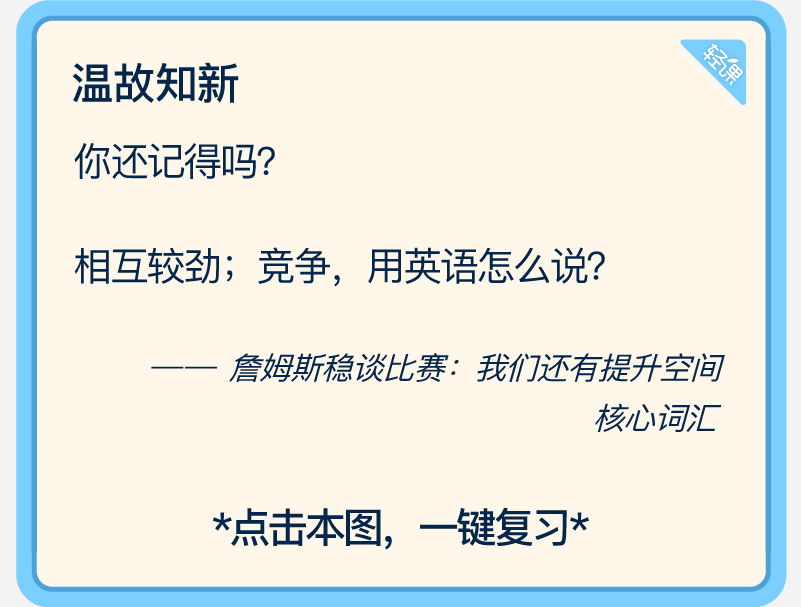 轻课
温故知新
你还记得吗？
相互较劲；竞争，用英语怎么说？
—— 詹姆斯稳谈比赛：我们还有提升空间
核心词汇
*点击本图，一键复习*